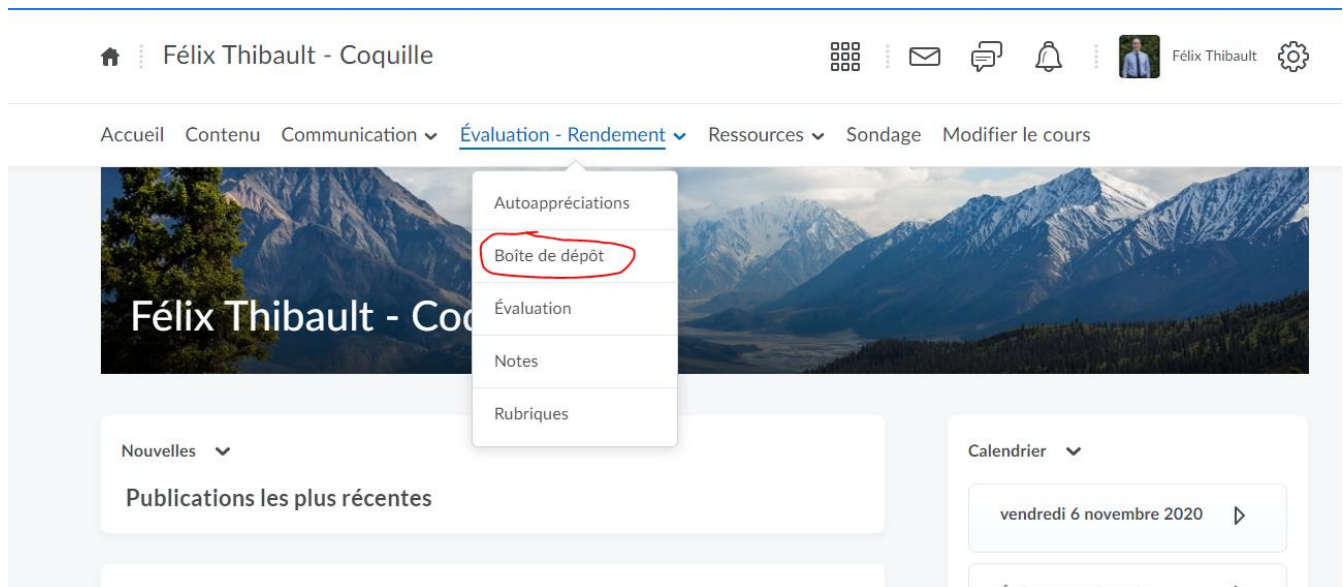 Félix Thibault - Coquille
Félix Thibault
Accueil Contenu Communication Évaluation - Rendement Ressources Sondage Modifier le cours
Autoappréciations
Boîte de dépôt
Évaluation
Notes
Rubriques
Félix Thibault -
Nouvelles
Publications les plus récentes
Calendrier
vendredi 6 novembre 2020